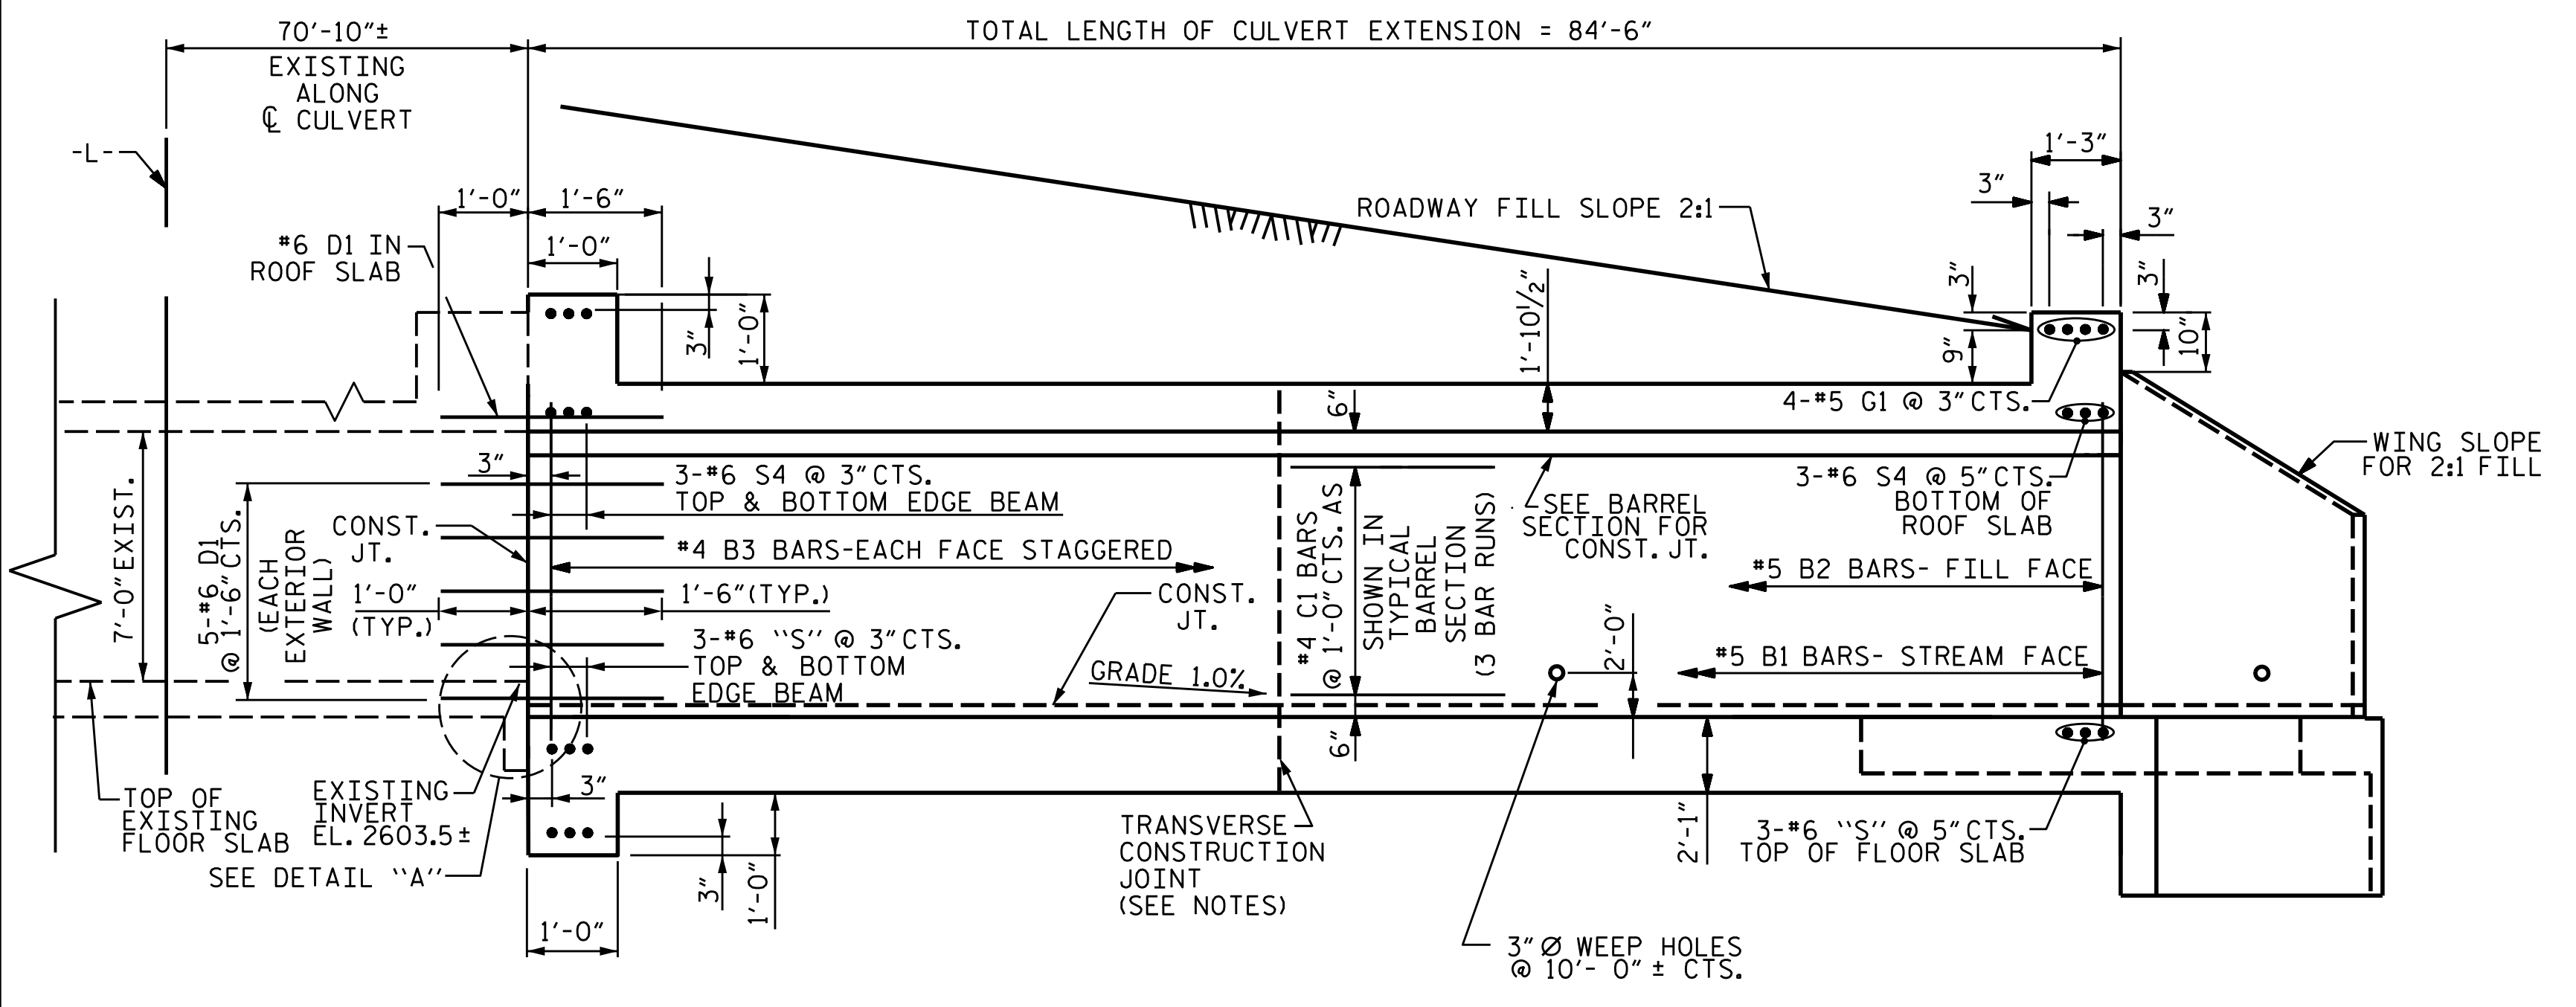 70'-10"±
TOTAL LENGTH OF CULVERT EXTENSION = 84'-6"
EXISTING
ALONG
℄ CULVERT
-L-
1'-0"
1'-6"
1'-0"
#6 D1 IN
ROOF SLAB
ROADWAY FILL SLOPE 2:1
1'-3"
3"
3"
3"
1'-0"
1'-10½"
3"
9"
3"
10"
4-#5 G1 @ 3"CTS.
6"
WING SLOPE
FOR 2:1 FILL
3"
3-#6 S4 @ 3"CTS.
TOP & BOTTOM EDGE BEAM
3-#6 S4 @ 5"CTS.
BOTTOM OF
ROOF SLAB
7'-0"EXIST.
5-#6 D1
@ 1'-6"CTS.
(EACH
EXTERIOR
WALL)
CONST.
JT.
#4 B3 BARS-EACH FACE STAGGERED
#4 C1 BARS
@ 1'-0"CTS. AS
SHOWN IN
TYPICAL
BARREL
SECTION
(3 BAR RUNS)
SEE BARREL
SECTION FOR
CONST. JT.
#5 B2 BARS- FILL FACE
1'-0"
(TYP.)
1'-6"(TYP.)
CONST.
JT.
3-#6 "S" @ 3"CTS.
TOP & BOTTOM
EDGE BEAM
GRADE 1.0%
2'-0"
#5 B1 BARS- STREAM FACE
6"
TOP OF
EXISTING
FLOOR SLAB
EXISTING
INVERT
EL. 2603.5±
3"
SEE DETAIL "A"
3"
1'-0"
1'-0"
TRANSVERSE
CONSTRUCTION
JOINT
(SEE NOTES)
2'-1"
3-#6 "S" @ 5"CTS.
TOP OF FLOOR SLAB
3" Ø WEEP HOLES
@ 10'- 0" ± CTS.